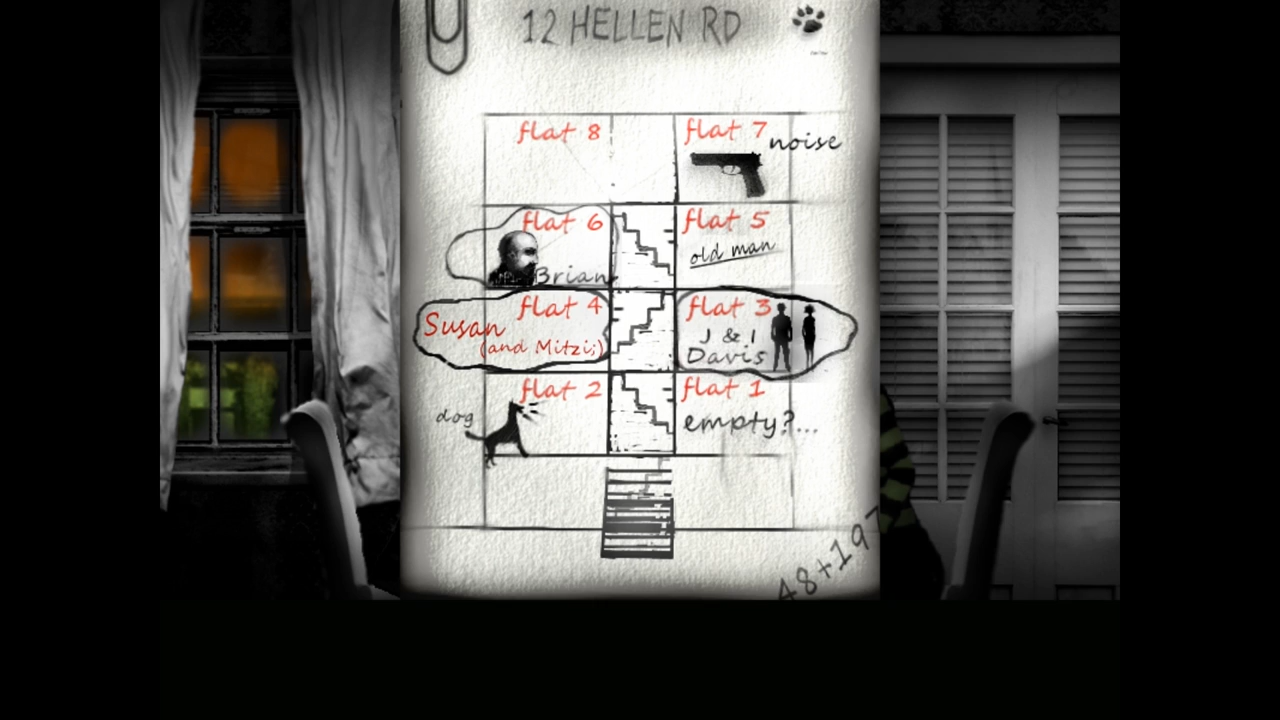 12 HELLEN RD
flat 8
flat 7
noise
flat 6
Brian
flat 5
old man
flat 4
Susan
(and Mitzi;)
flat 3
J & I
Davis
flat 2
dog
flat 1
empty?...
48+197